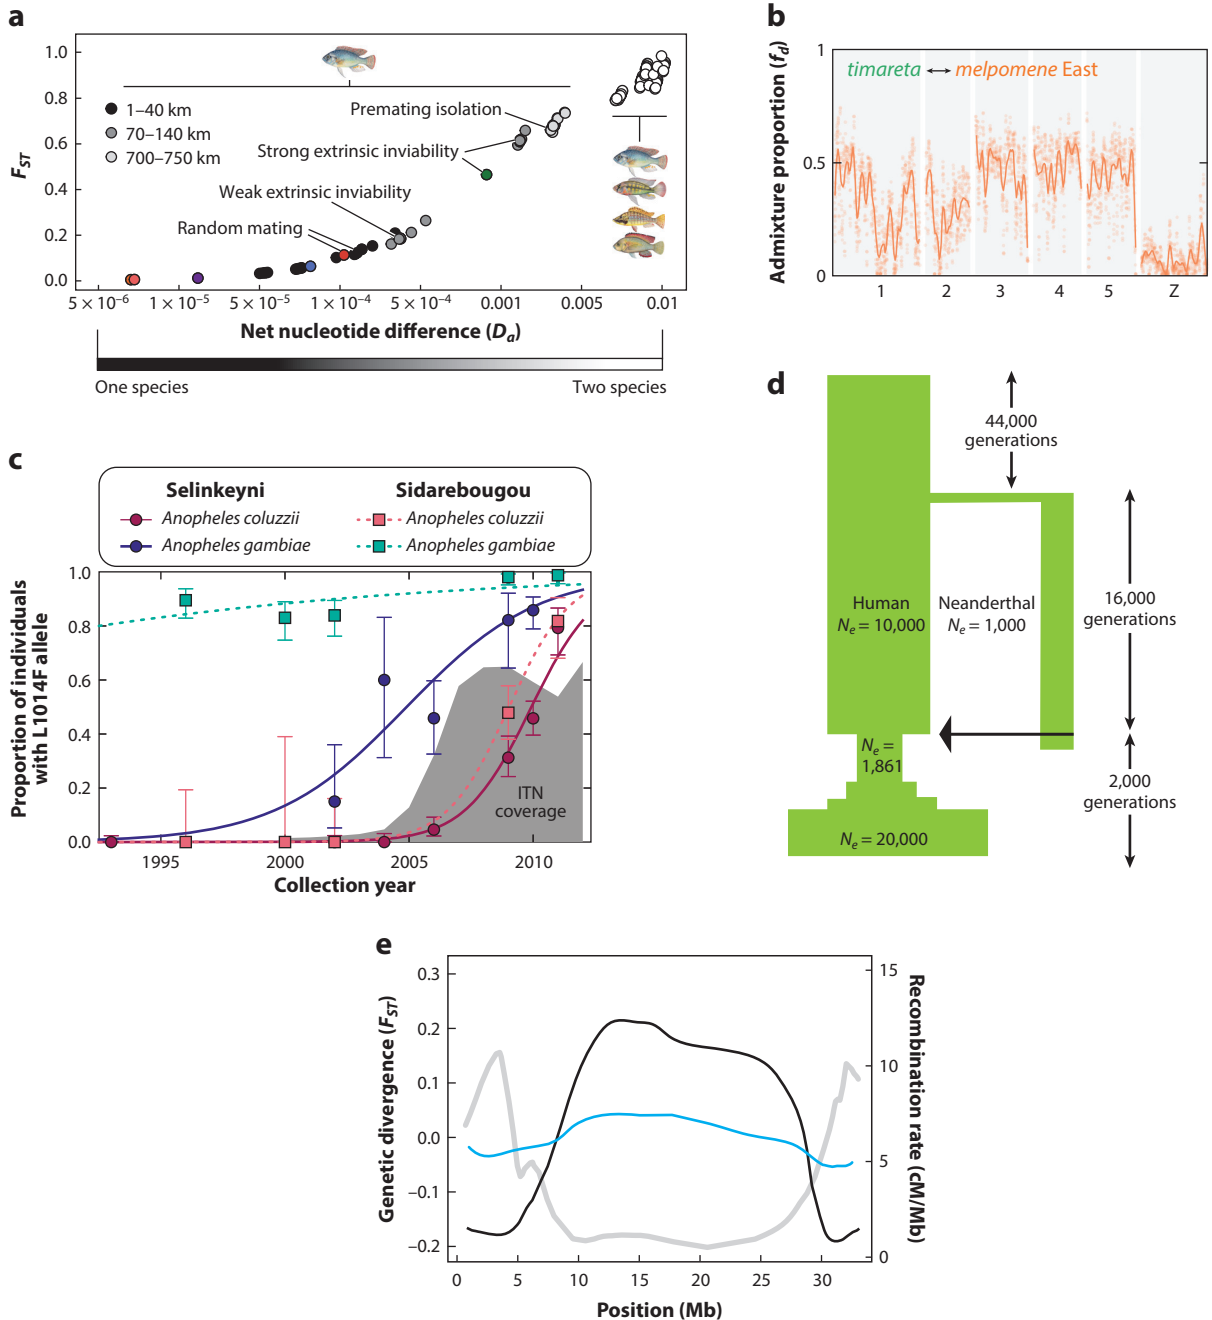 a
F_ST
1.0
0.8
0.6
0.4
0.2
0.0
1–40 km
70–140 km
700–750 km
Premating isolation
Strong extrinsic inviability
Weak extrinsic inviability
Random mating
5 × 10⁻⁶
1 × 10⁻⁵
5 × 10⁻⁵
1 × 10⁻⁴
5 × 10⁻⁴
0.001
0.005
0.01
Net nucleotide difference (D_a)
One species
Two species
b
Admixture proportion (f_d)
1
0.5
0
timareta ↔ melpomene East
1
2
3
4
5
Z
c
Selinkeyni
Sidarebougou
Anopheles coluzzii
Anopheles coluzzii
Anopheles gambiae
Anopheles gambiae
Proportion of individuals
with L1014F allele
1.0
0.8
0.6
0.4
0.2
0.0
ITN
coverage
1995
2000
2005
2010
Collection year
d
44,000
generations
Human
N_e = 10,000
Neanderthal
N_e = 1,000
16,000
generations
N_e =
1,861
2,000
generations
N_e = 20,000
e
Genetic divergence (F_ST)
0.3
0.2
0.1
0.0
−0.1
−0.2
15
10
5
0
Recombination rate (cM/Mb)
0
5
10
15
20
25
30
Position (Mb)